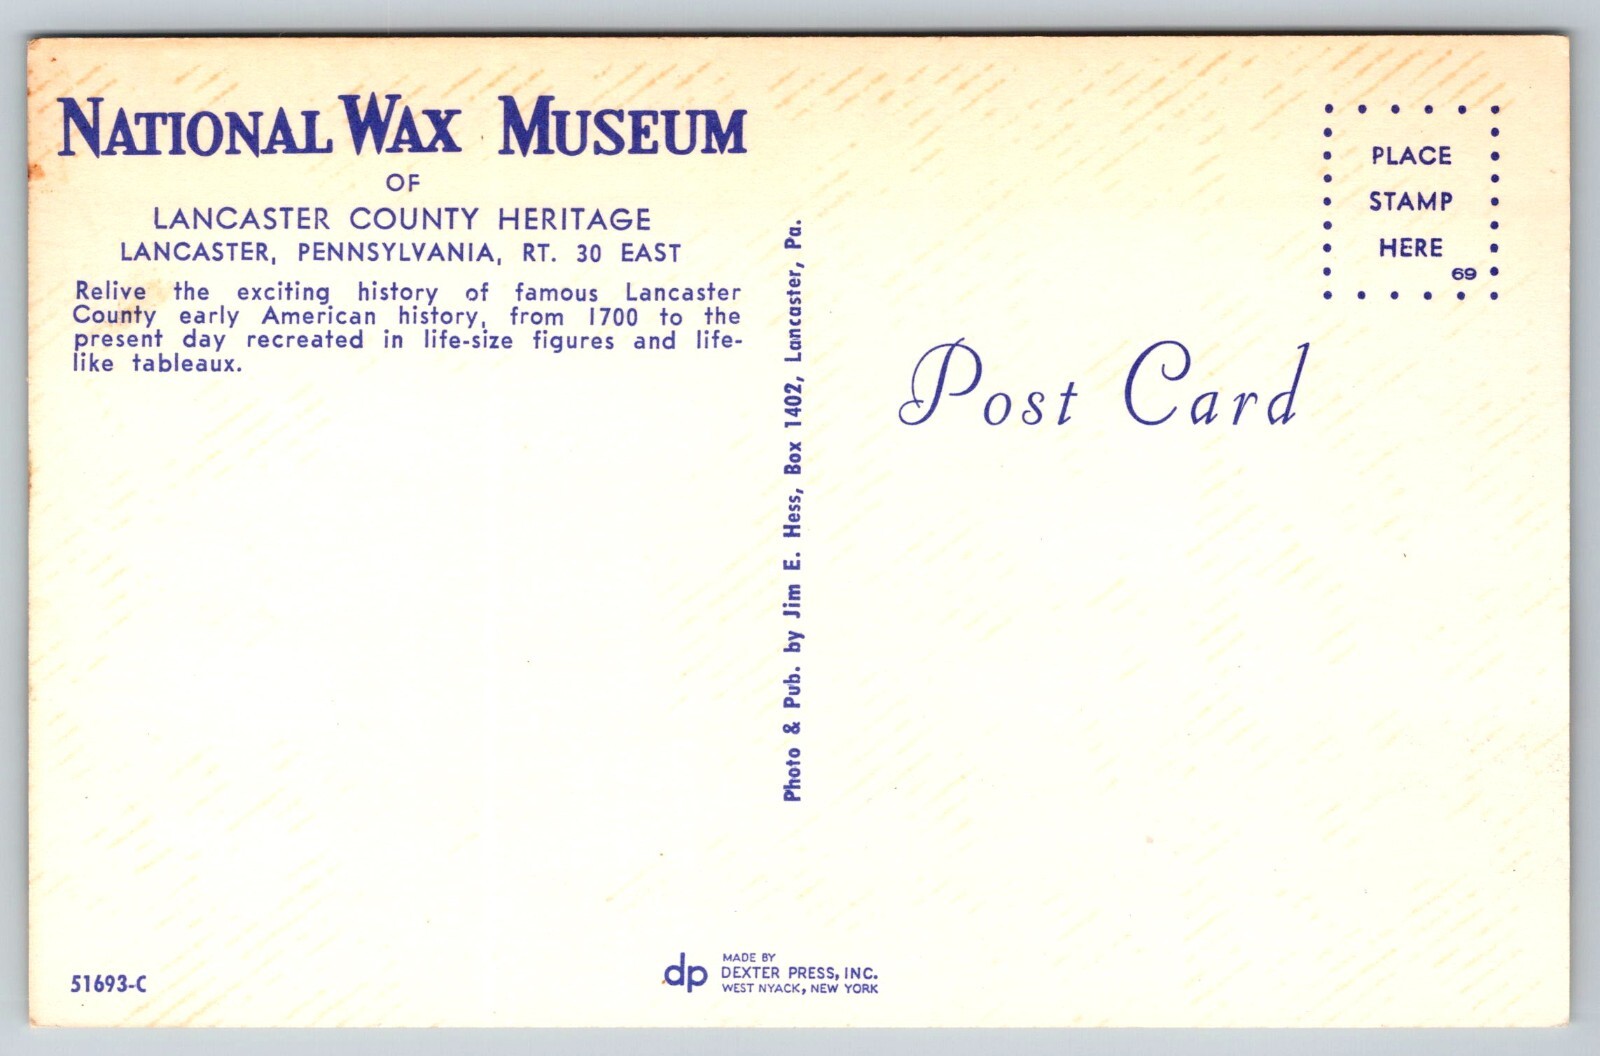 NATIONAL WAX MUSEUM
OF
LANCASTER COUNTY HERITAGE
LANCASTER, PENNSYLVANIA, RT. 30 EAST
Relive the exciting history of famous Lancaster
County early American history, from 1700 to the
present day recreated in life-size figures and life-
like tableaux.
51693-C
Photo & Pub. by Jim E. Hess, Box 1402, Lancaster, Pa.
dp
MADE BY
DEXTER PRESS, INC.
WEST NYACK, NEW YORK
PLACE
STAMP
HERE
69
Post Card